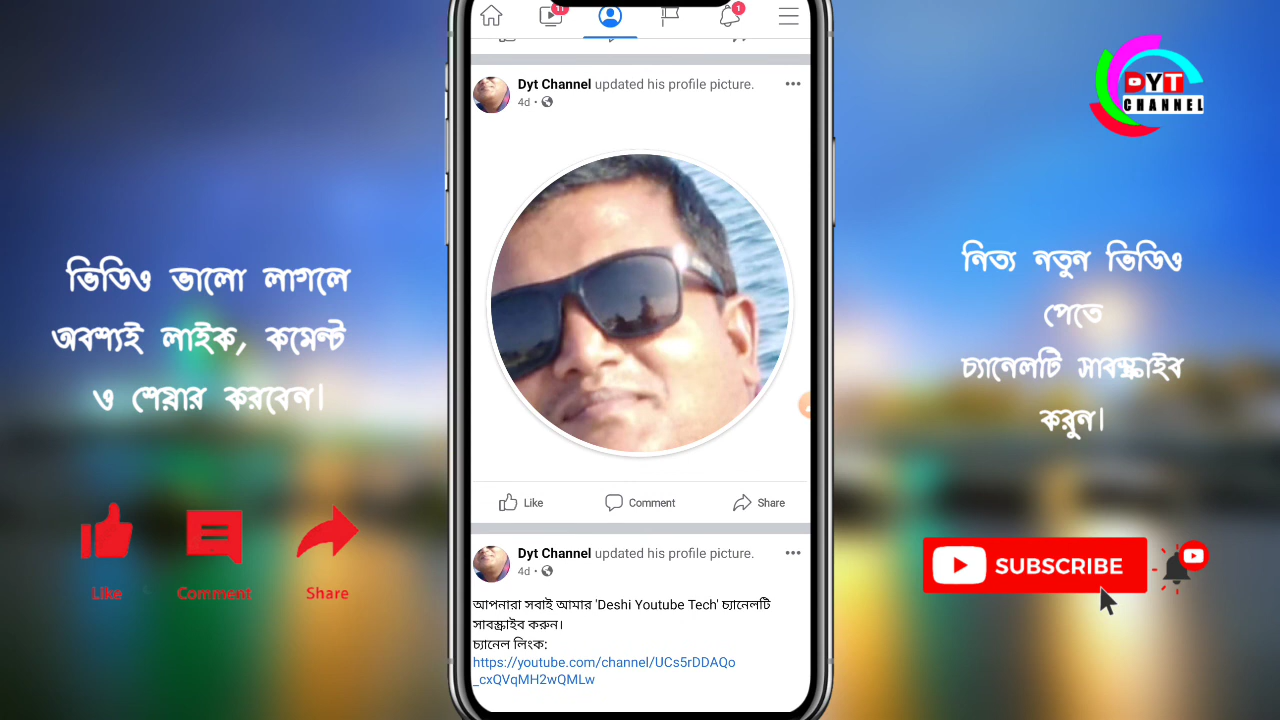 11
1
Dyt Channel updated his profile picture.
4d
Like
Comment
Share
Dyt Channel updated his profile picture.
4d
আপনারা সবাই আমার 'Deshi Youtube Tech' চ্যানেলটি
সাবস্ক্রাইব করুন।
চ্যানেল লিংক:
https://youtube.com/channel/UCs5rDDAQo
_cxQVqMH2wQMLw
ভিডিও ভালো লাগলে
অবশ্যই লাইক, কমেন্ট
ও শেয়ার করবেন।
Like
Comment
Share
DYT
CHANNEL
নিত্য নতুন ভিডিও
পেতে
চ্যানেলটি সাবস্ক্রাইব
করুন।
SUBSCRIBE